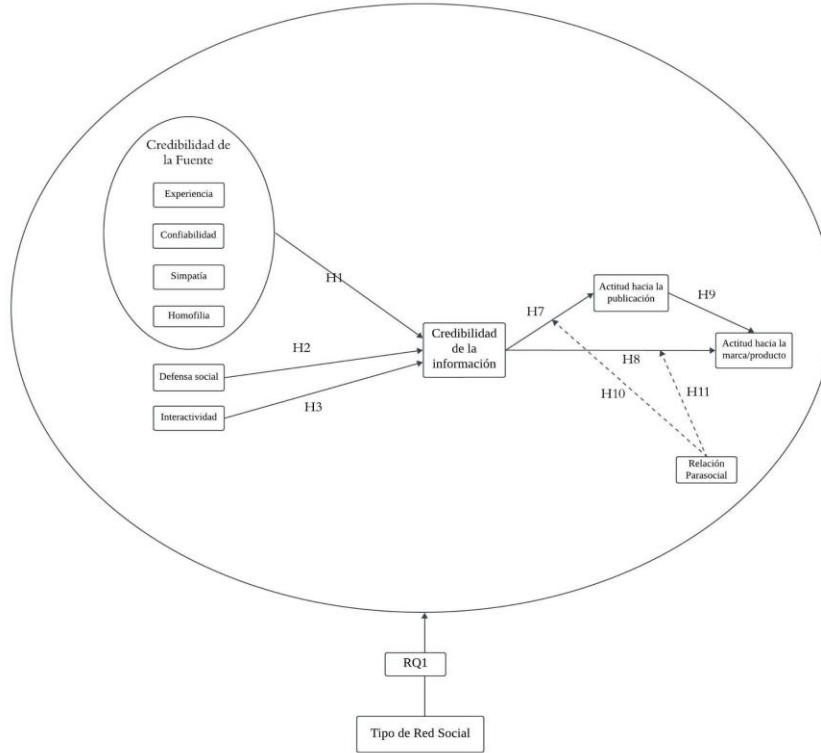 Credibilidad de
la Fuente
Experiencia
Confiabilidad
Simpatía
Homofilia
Defensa social
Interactividad
H1
H2
H3
Credibilidad
de la
información
H7
H8
H9
H10
H11
Actitud hacia la
publicación
Actitud hacia la
marca/producto
Relación
Parasocial
RQ1
Tipo de Red Social